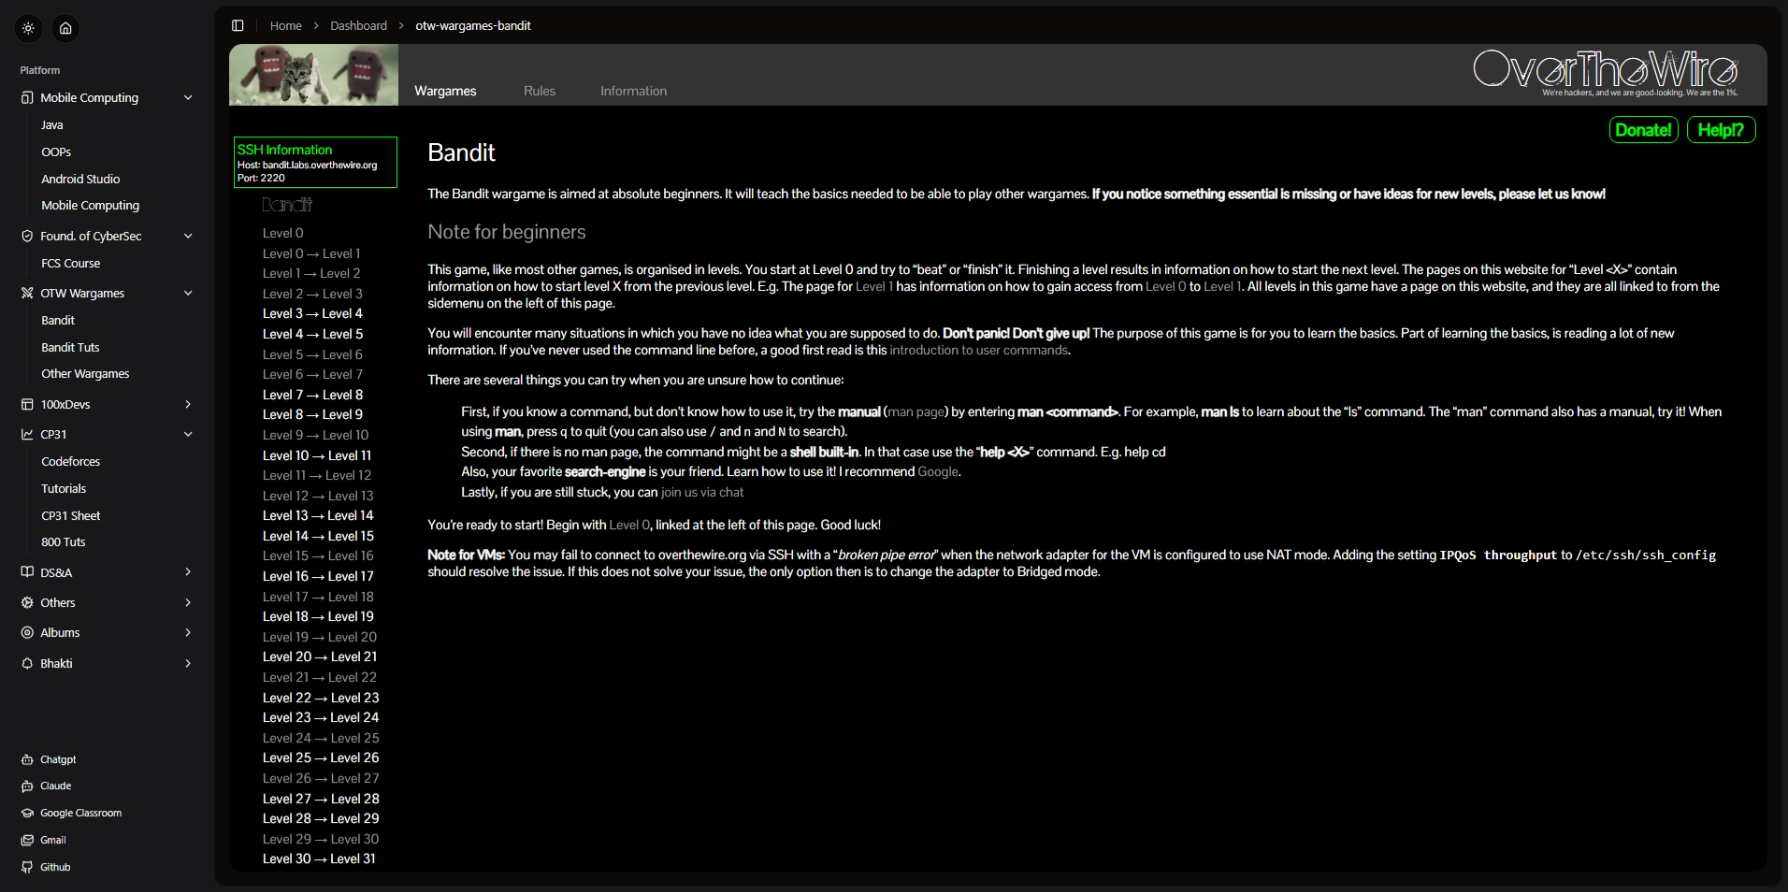 Platform
Mobile Computing
Java
OOPs
Android Studio
Mobile Computing
Found. of CyberSec
FCS Course
OTW Wargames
Bandit
Bandit Tuts
Other Wargames
100xDevs
CP31
Codeforces
Tutorials
CP31 Sheet
800 Tuts
DS&A
Others
Albums
Bhakti
Chatgpt
Claude
Google Classroom
Gmail
Github
Home > Dashboard > otw-wargames-bandit
Wargames Rules Information
OverTheWire
We're hackers, and we are good-looking. We are the 1%.
Donate! Help!?
SSH Information
Host: bandit.labs.overthewire.org
Port: 2220
Bandit
Level 0
Level 0 → Level 1
Level 1 → Level 2
Level 2 → Level 3
Level 3 → Level 4
Level 4 → Level 5
Level 5 → Level 6
Level 6 → Level 7
Level 7 → Level 8
Level 8 → Level 9
Level 9 → Level 10
Level 10 → Level 11
Level 11 → Level 12
Level 12 → Level 13
Level 13 → Level 14
Level 14 → Level 15
Level 15 → Level 16
Level 16 → Level 17
Level 17 → Level 18
Level 18 → Level 19
Level 19 → Level 20
Level 20 → Level 21
Level 21 → Level 22
Level 22 → Level 23
Level 23 → Level 24
Level 24 → Level 25
Level 25 → Level 26
Level 26 → Level 27
Level 27 → Level 28
Level 28 → Level 29
Level 29 → Level 30
Level 30 → Level 31
Bandit
The Bandit wargame is aimed at absolute beginners. It will teach the basics needed to be able to play other wargames. If you notice something essential is missing or have ideas for new levels, please let us know!
Note for beginners
This game, like most other games, is organised in levels. You start at Level 0 and try to “beat” or “finish” it. Finishing a level results in information on how to start the next level. The pages on this website for “Level <X>” contain
information on how to start level X from the previous level. E.g. The page for Level 1 has information on how to gain access from Level 0 to Level 1. All levels in this game have a page on this website, and they are all linked to from the
sidemenu on the left of this page.
You will encounter many situations in which you have no idea what you are supposed to do. Don’t panic! Don’t give up! The purpose of this game is for you to learn the basics. Part of learning the basics, is reading a lot of new
information. If you’ve never used the command line before, a good first read is this introduction to user commands.
There are several things you can try when you are unsure how to continue:
First, if you know a command, but don’t know how to use it, try the manual (man page) by entering man <command>. For example, man ls to learn about the “ls” command. The “man” command also has a manual, try it! When
using man, press q to quit (you can also use / and n and N to search).
Second, if there is no man page, the command might be a shell built-in. In that case use the “help <X>” command. E.g. help cd
Also, your favorite search-engine is your friend. Learn how to use it! I recommend Google.
Lastly, if you are still stuck, you can join us via chat
You’re ready to start! Begin with Level 0, linked at the left of this page. Good luck!
Note for VMs: You may fail to connect to overthewire.org via SSH with a “broken pipe error” when the network adapter for the VM is configured to use NAT mode. Adding the setting IPQoS throughput to /etc/ssh/ssh_config
should resolve the issue. If this does not solve your issue, the only option then is to change the adapter to Bridged mode.